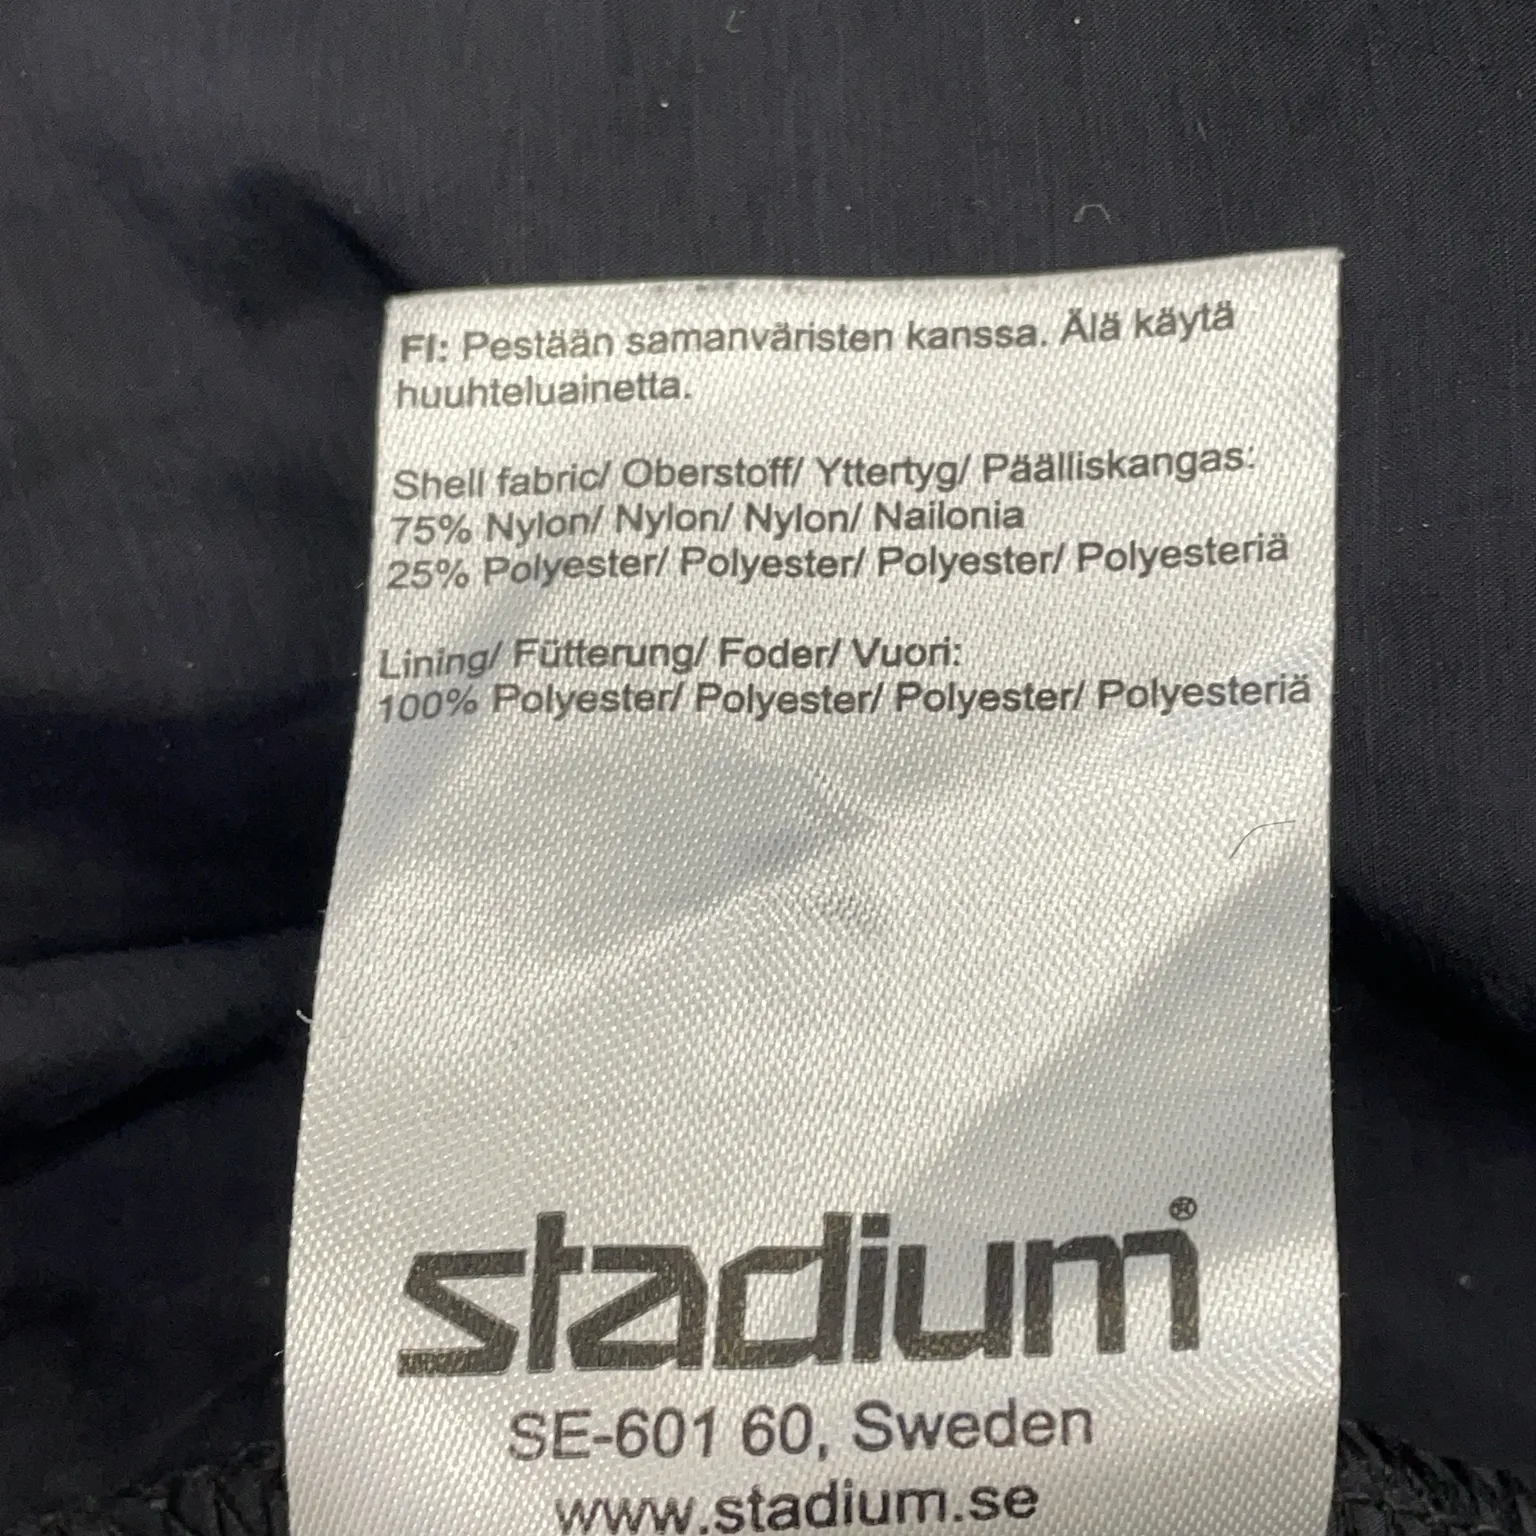 FI: Pestään samanväristen kanssa. Älä käytä
huuhteluainetta.
Shell fabric/ Oberstoff/ Yttertyg/ Päälliskangas:
75% Nylon/ Nylon/ Nylon/ Nailonia
25% Polyester/ Polyester/ Polyester/ Polyesteriä
Lining/ Fütterung/ Foder/ Vuori:
100% Polyester/ Polyester/ Polyester/ Polyesteriä
stadium®
SE-601 60, Sweden
www.stadium.se